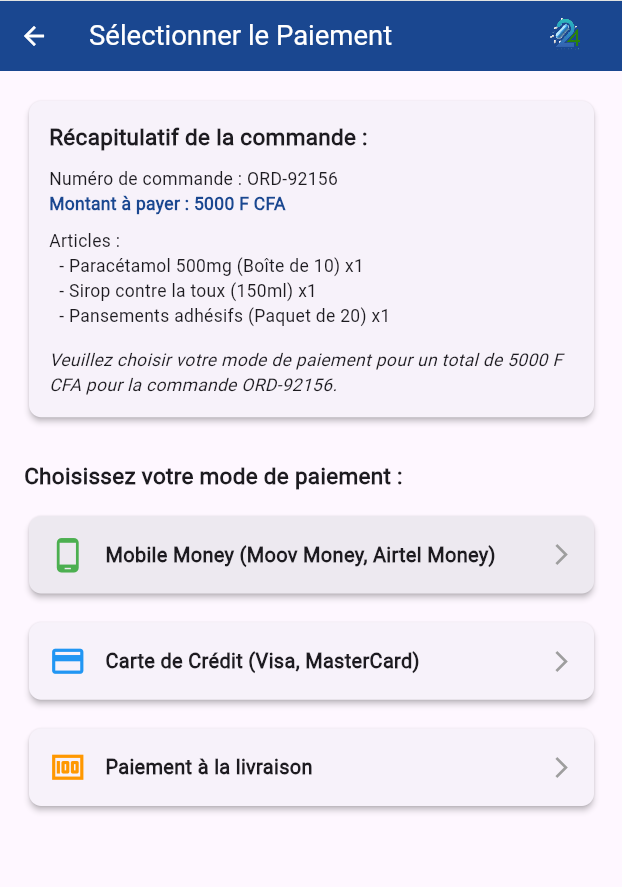 Sélectionner le Paiement
24
Récapitulatif de la commande :
Numéro de commande : ORD-92156
Montant à payer : 5000 F CFA
Articles :
- Paracétamol 500mg (Boîte de 10) x1
- Sirop contre la toux (150ml) x1
- Pansements adhésifs (Paquet de 20) x1
Veuillez choisir votre mode de paiement pour un total de 5000 F
CFA pour la commande ORD-92156.
Choisissez votre mode de paiement :
Mobile Money (Moov Money, Airtel Money)
Carte de Crédit (Visa, MasterCard)
100
Paiement à la livraison